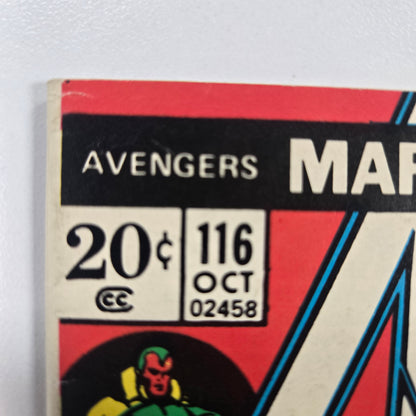 AVENGERS MAR
20¢ 116
OCT
CC 02458
A